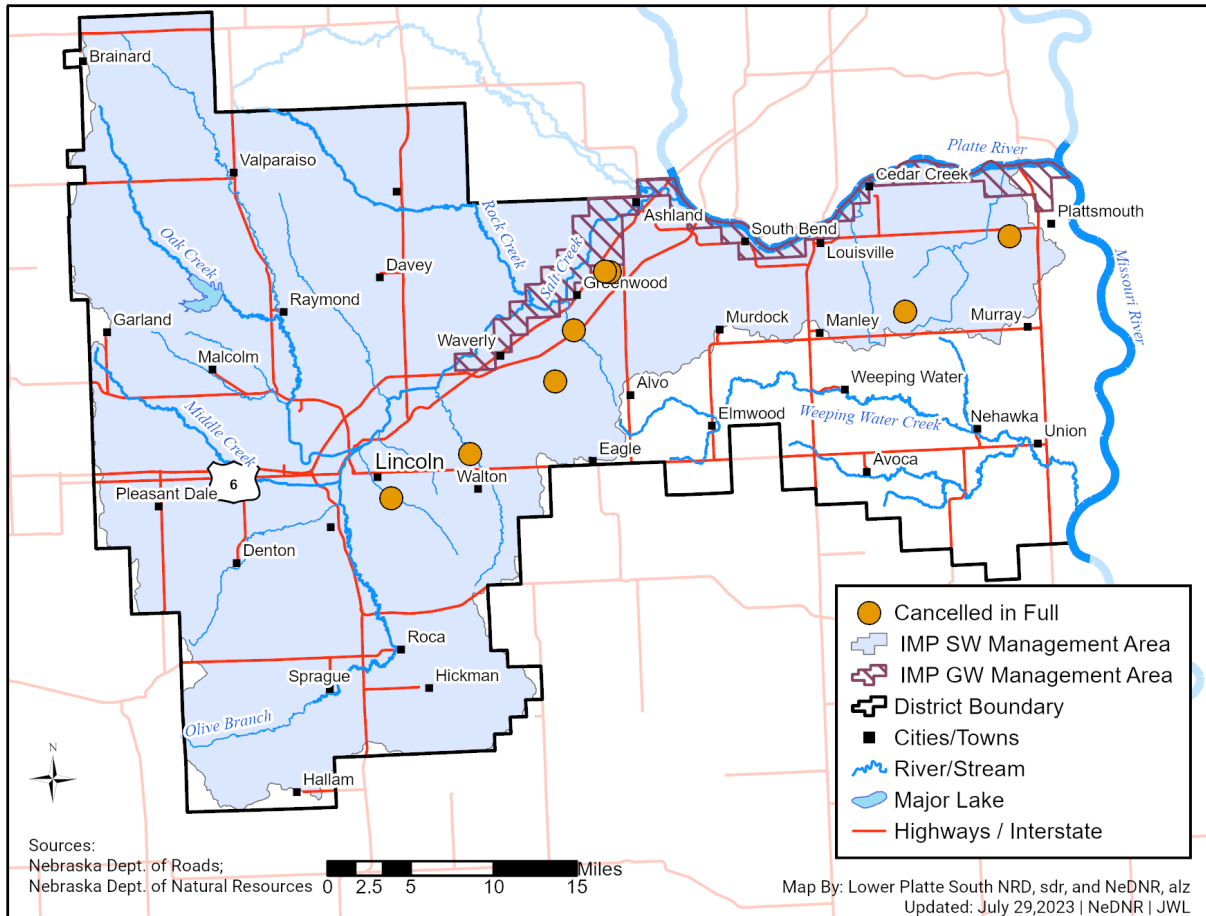 Brainard
Valparaiso
Platte River
Cedar Creek
Ashland
Plattsmouth
Rock Creek
South Bend
Louisville
Oak Creek
Salt Creek
Davey
Greenwood
Missouri River
Raymond
Garland
Murdock
Manley
Murray
Waverly
Malcolm
Alvo
Weeping Water
Middle Creek
Elmwood
Weeping Water Creek
Nehawka
Union
Eagle
Lincoln
Avoca
6
Walton
Pleasant Dale
Denton
Roca
Sprague
Hickman
Olive Branch
Hallam
N
Cancelled in Full
IMP SW Management Area
IMP GW Management Area
District Boundary
Cities/Towns
River/Stream
Major Lake
Highways / Interstate
Sources:
Nebraska Dept. of Roads;
Nebraska Dept. of Natural Resources
Miles
0 2.5 5 10 15
Map By: Lower Platte South NRD, sdr, and NeDNR, alz
Updated: July 29,2023 | NeDNR | JWL